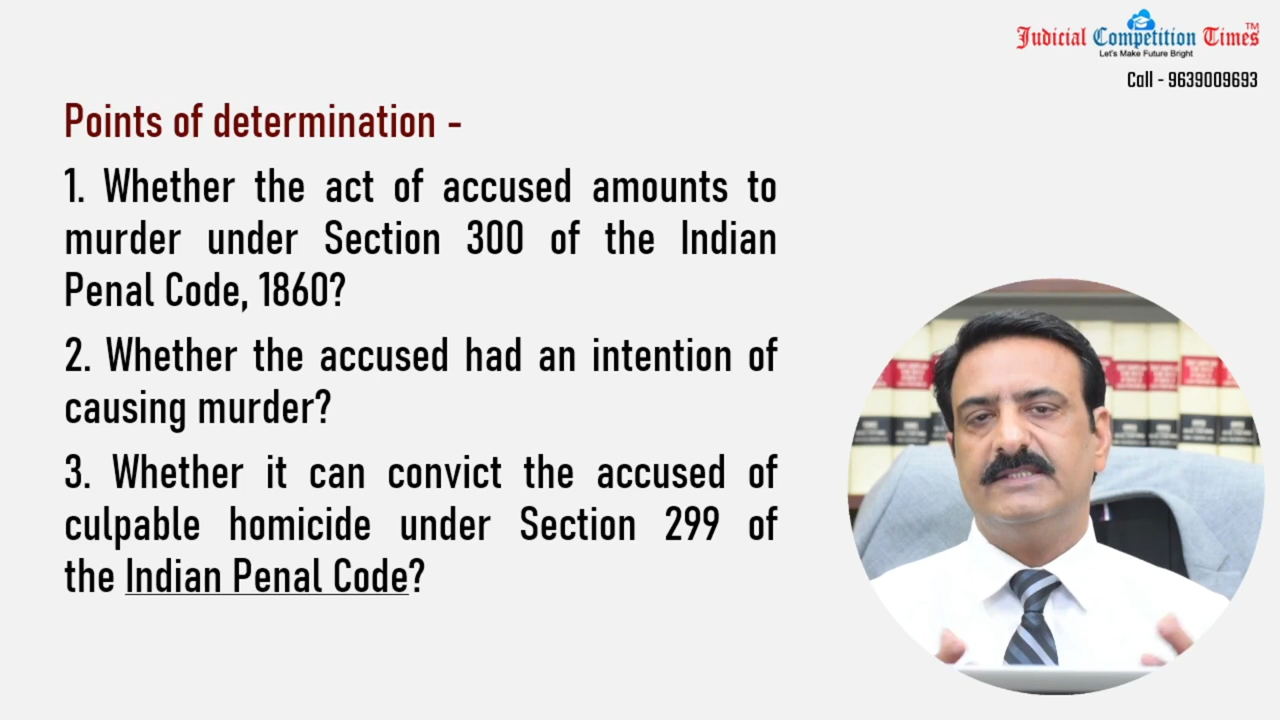 Judicial Competition Times TM
Let's Make Future Bright
Call - 9639009693
Points of determination -
1. Whether the act of accused amounts to
murder under Section 300 of the Indian
Penal Code, 1860?
2. Whether the accused had an intention of
causing murder?
3. Whether it can convict the accused of
culpable homicide under Section 299 of
the Indian Penal Code?